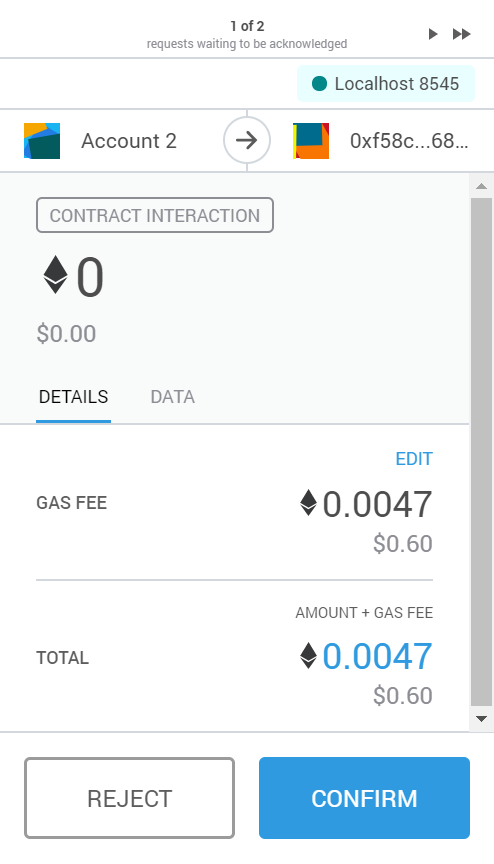 1 of 2
requests waiting to be acknowledged
Localhost 8545
Account 2
0xf58c...68...
CONTRACT INTERACTION
0
$0.00
DETAILS DATA
EDIT
GAS FEE 0.0047
$0.60
AMOUNT + GAS FEE
TOTAL 0.0047
$0.60
REJECT CONFIRM